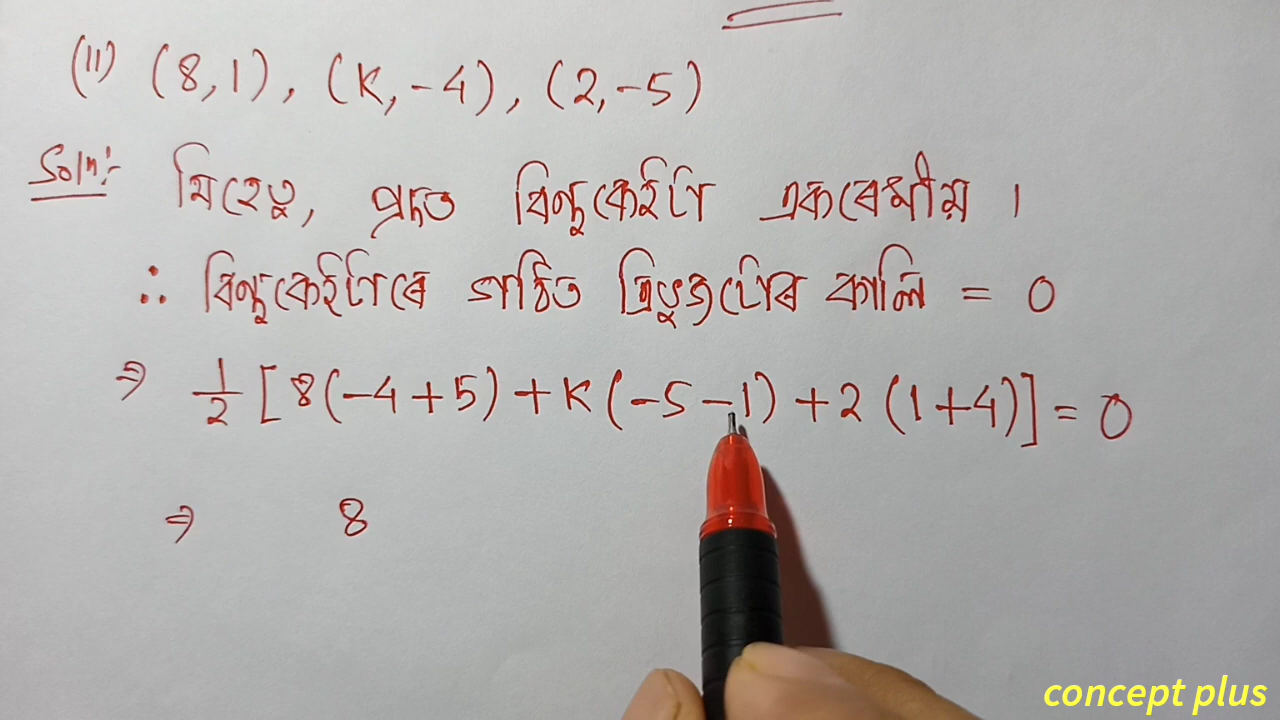 (11) (8,1), (K,-4), (2,-5)
Soln:- যিহেতু, প্ৰদত্ত বিন্দুকেইটা একৰেখীয় ।
∴ বিন্দুকেইটাৰে গঠিত ত্ৰিভুজটোৰ কালি = 0
⇒ 1/2 [8(-4+5)+K(-5-1)+2(1+4)]=0
⇒ 8
concept plus